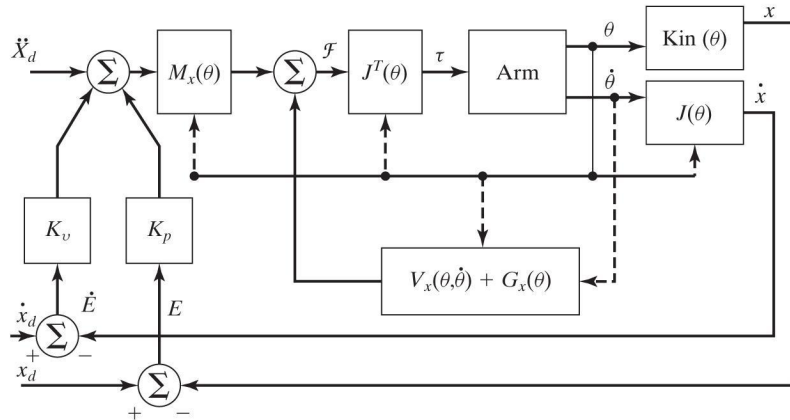 Ẍ_d
Σ
M_x(θ)
Σ
ℱ
J^T(θ)
τ
Arm
θ
θ̇
Kin (θ)
x
J(θ)
ẋ
K_υ
K_p
V_x(θ,θ̇) + G_x(θ)
Ė
E
ẋ_d
Σ
+ −
x_d
Σ
+ −